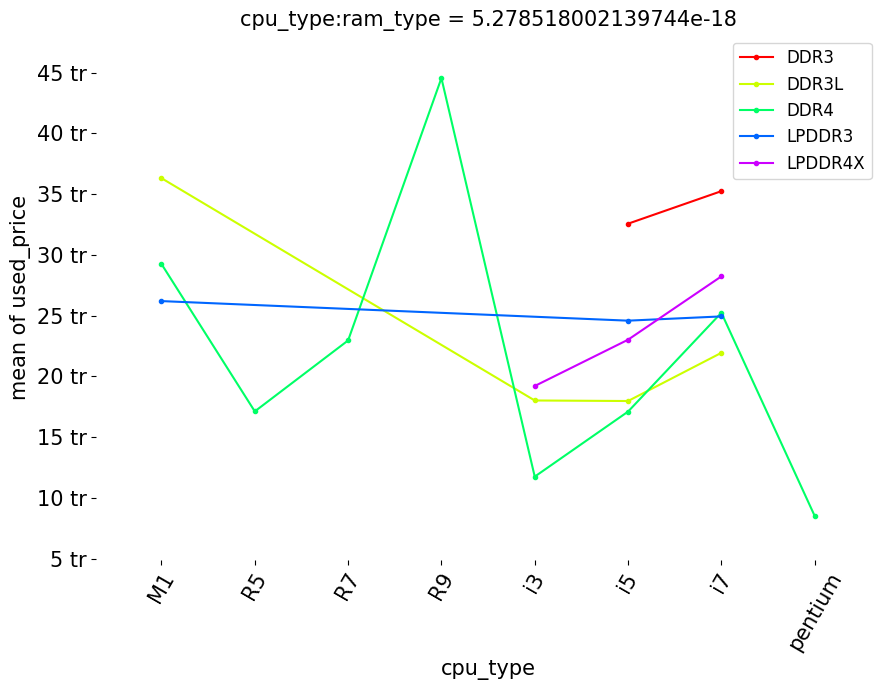 cpu_type:ram_type = 5.278518002139744e-18
DDR3
DDR3L
DDR4
LPDDR3
LPDDR4X
mean of used_price
45 tr
40 tr
35 tr
30 tr
25 tr
20 tr
15 tr
10 tr
5 tr
M1
R5
R7
R9
i3
i5
i7
pentium
cpu_type